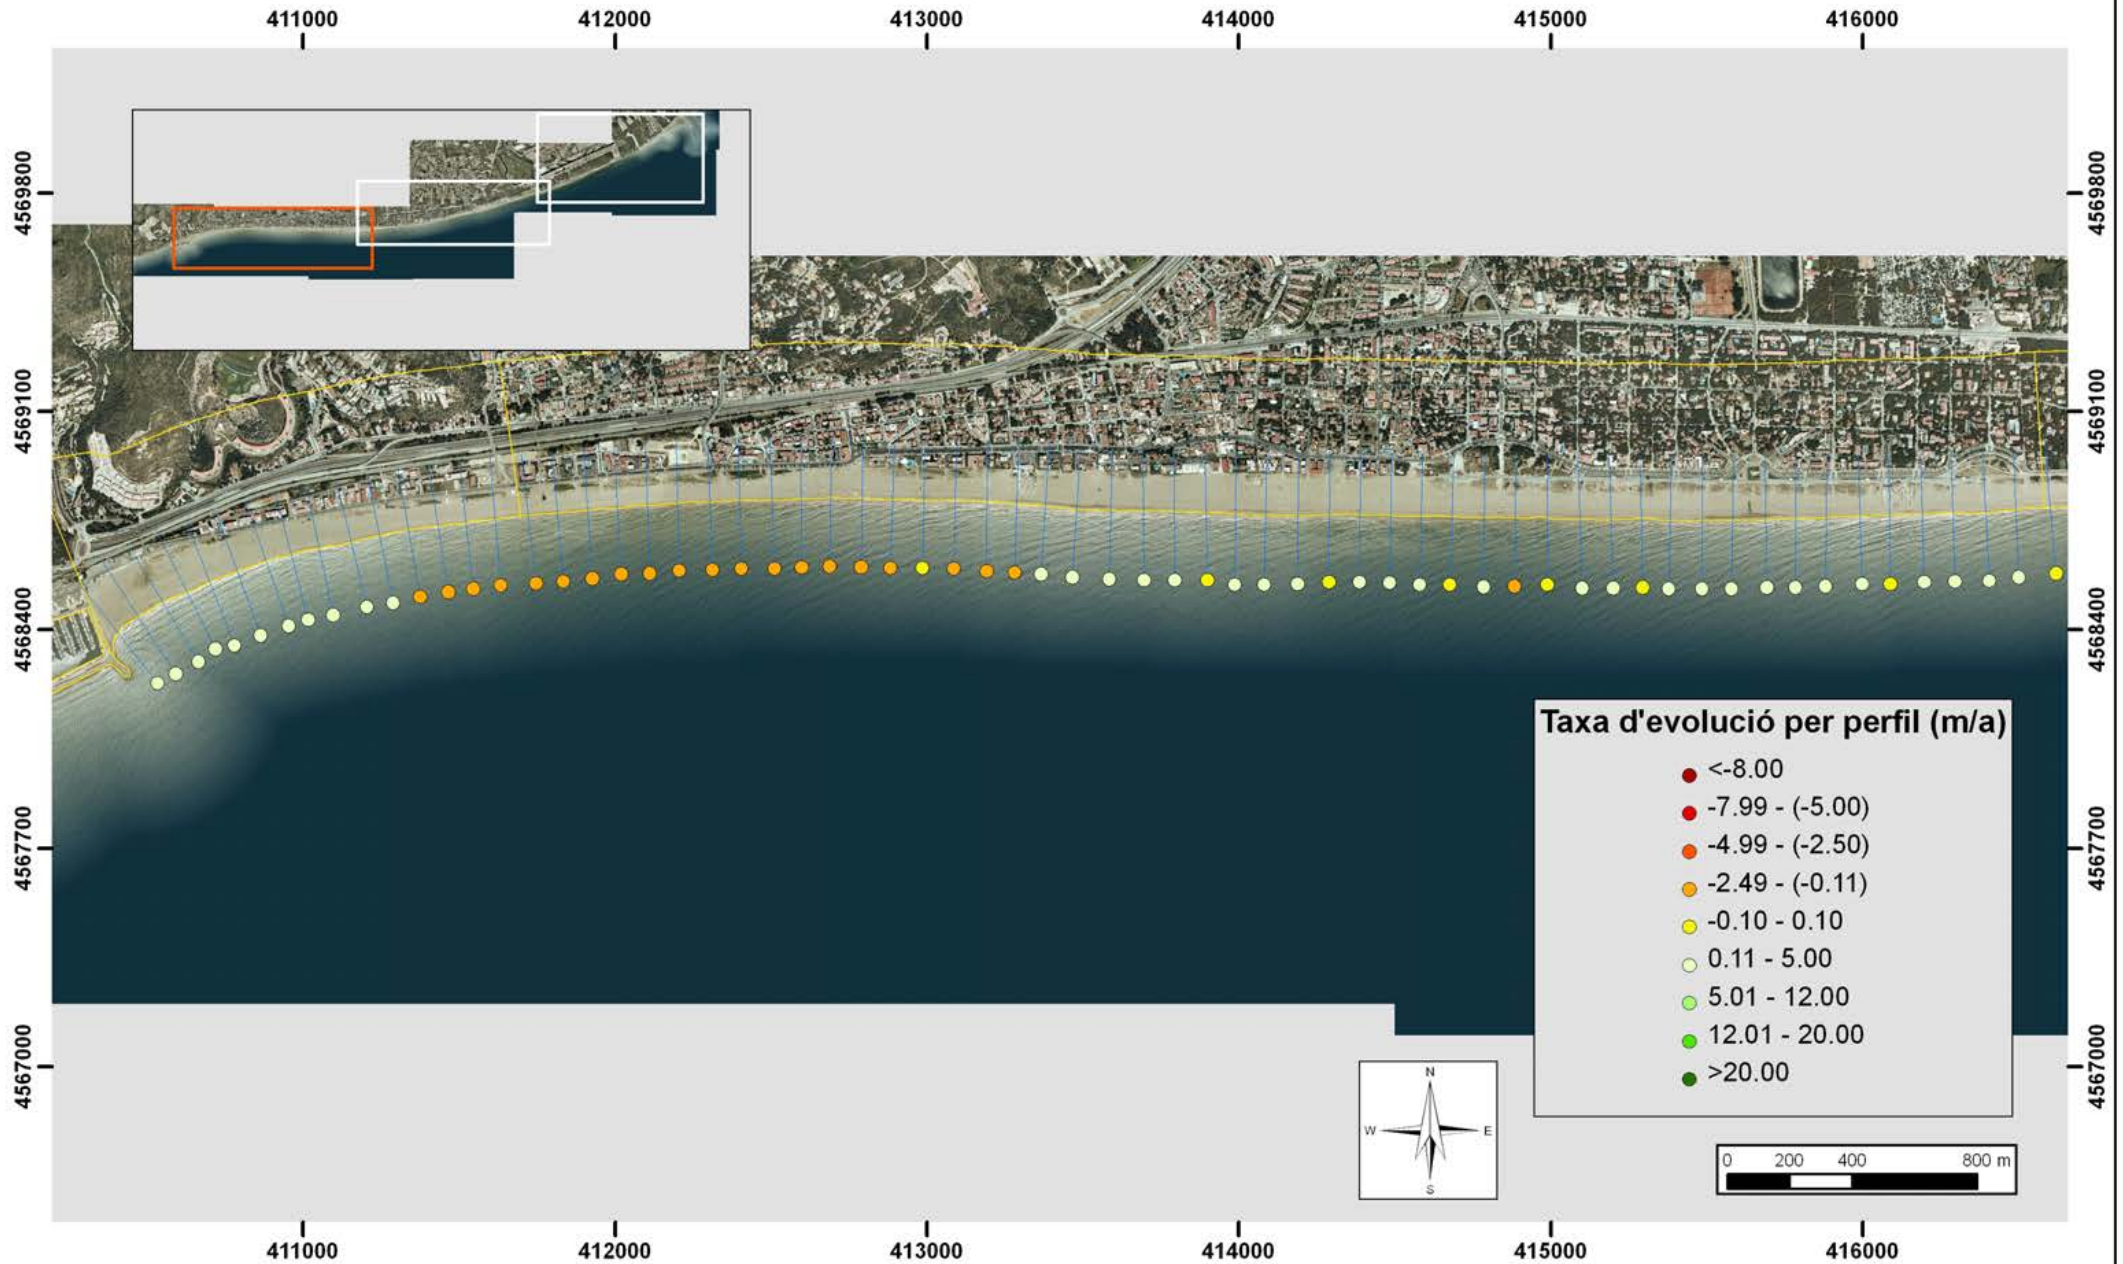 411000 412000 413000 414000 415000 416000
4569800 4569800
4569100 4569100
4568400 4568400
4567700 4567700
4567000 4567000
Taxa d'evolució per perfil (m/a)
<-8.00
-7.99 - (-5.00)
-4.99 - (-2.50)
-2.49 - (-0.11)
-0.10 - 0.10
0.11 - 5.00
5.01 - 12.00
12.01 - 20.00
>20.00
N
W E
S
0 200 400 800 m
411000 412000 413000 414000 415000 416000